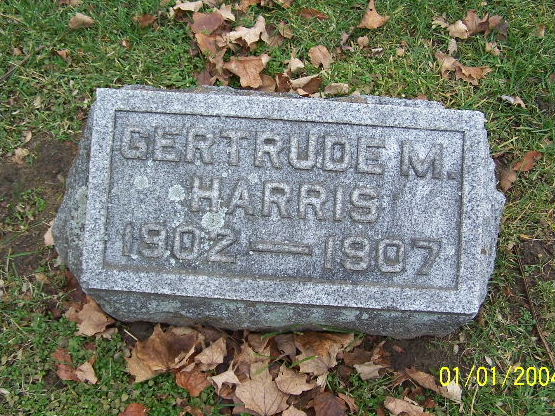 GERTRUDE M.
HARRIS
1902 — 1907
01/01/2004